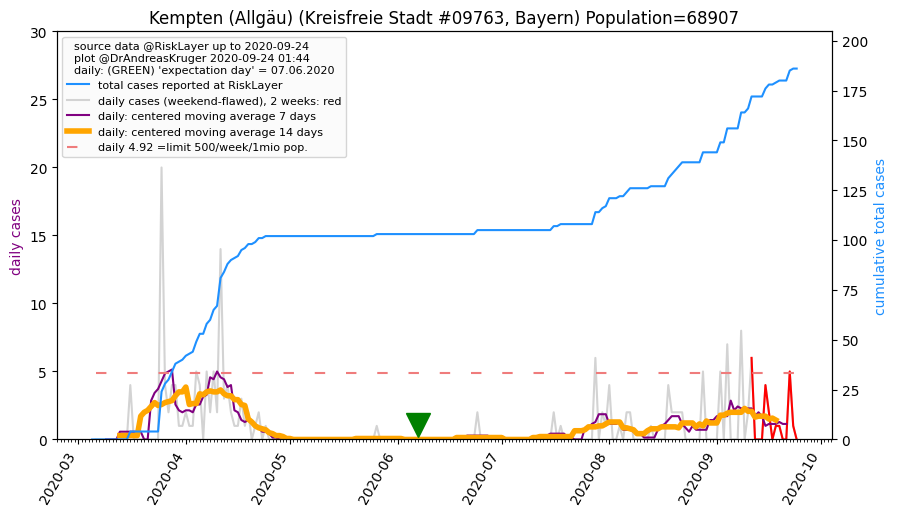 Kempten (Allgäu) (Kreisfreie Stadt #09763, Bayern) Population=68907
source data @RiskLayer up to 2020-09-24
plot @DrAndreasKruger 2020-09-24 01:44
daily: (GREEN) 'expectation day' = 07.06.2020
total cases reported at RiskLayer
daily cases (weekend-flawed), 2 weeks: red
daily: centered moving average 7 days
daily: centered moving average 14 days
daily 4.92 =limit 500/week/1mio pop.
daily cases
30
25
20
15
10
5
0
cumulative total cases
200
175
150
125
100
75
50
25
0
2020-03
2020-04
2020-05
2020-06
2020-07
2020-08
2020-09
2020-10